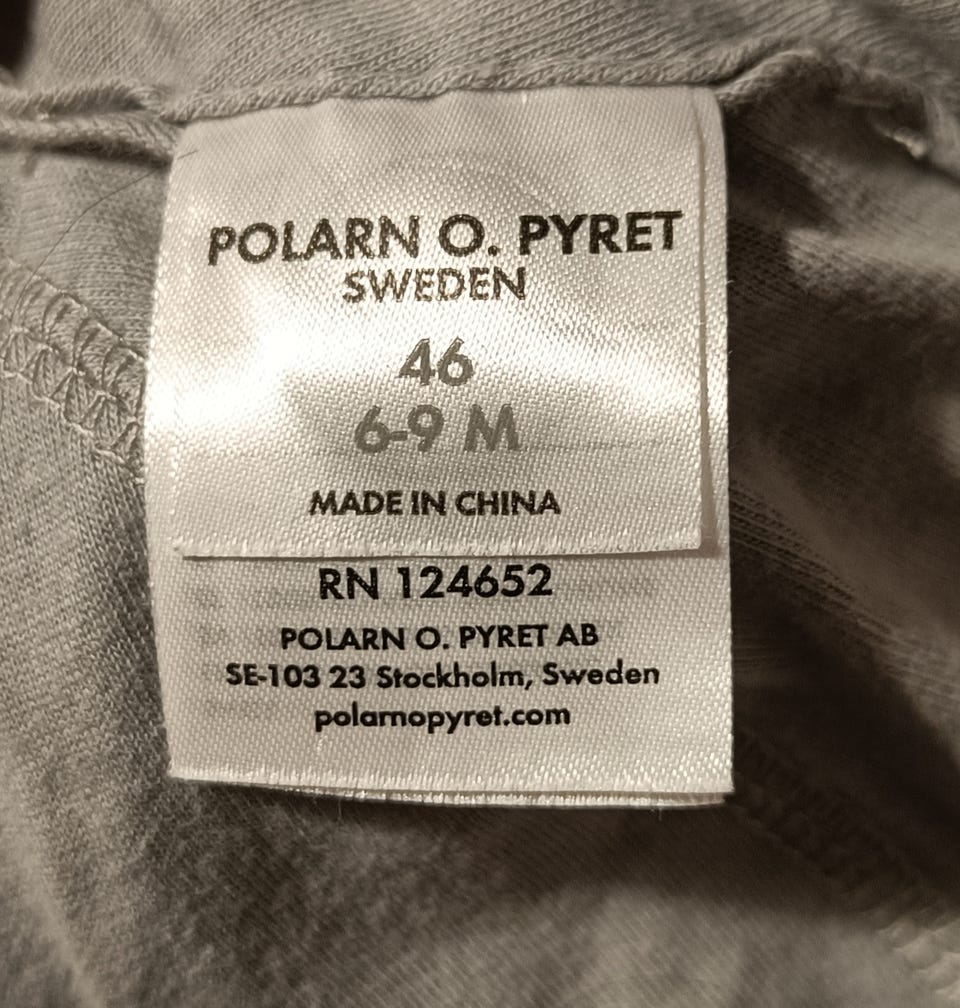 POLARN O. PYRET
SWEDEN
46
6-9 M
MADE IN CHINA
RN 124652
POLARN O. PYRET AB
SE-103 23 Stockholm, Sweden
polarnopyret.com